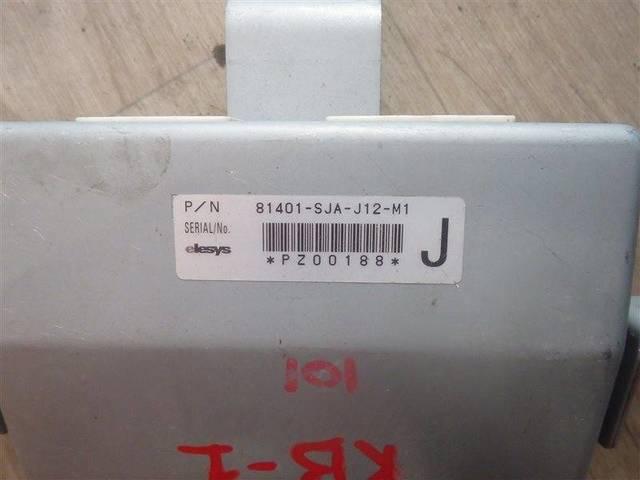 P/N 81401-SJA-J12-M1
SERIAL/No.
elesys *PZ00188* J
101
KB-1